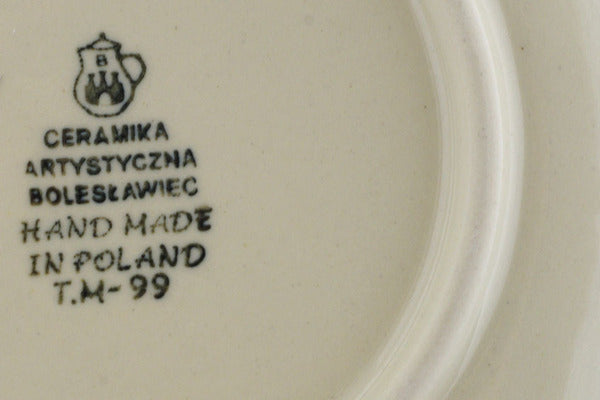 B
CERAMIKA
ARTYSTYCZNA
BOLESŁAWIEC
HAND MADE
IN POLAND
T.M-99